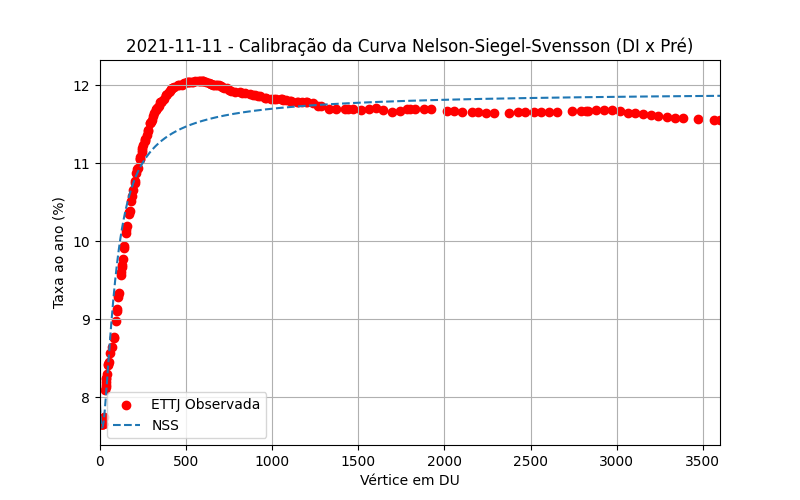 2021-11-11 - Calibração da Curva Nelson-Siegel-Svensson (DI x Pré)
12
11
10
9
8
Taxa ao ano (%)
ETTJ Observada
NSS
0 500 1000 1500 2000 2500 3000 3500
Vértice em DU